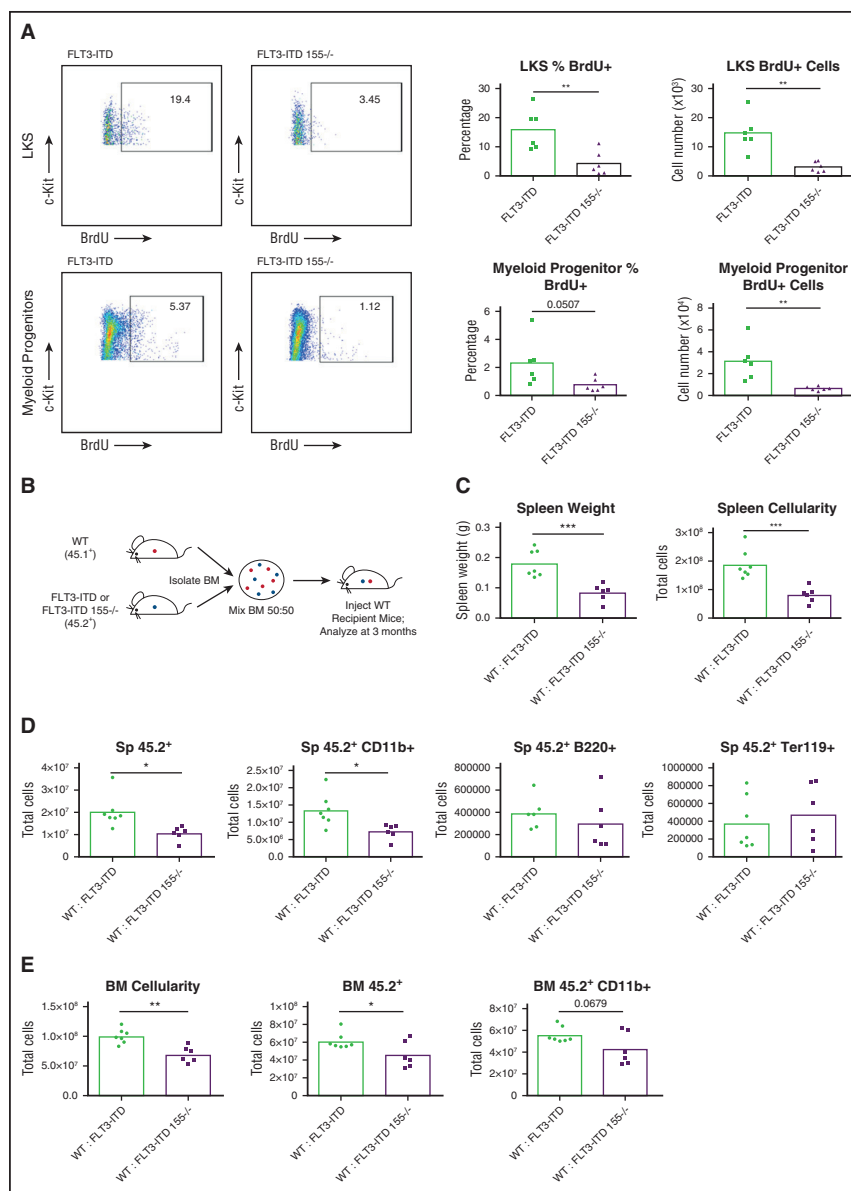 A
FLT3-ITD
FLT3-ITD 155-/-
19.4
3.45
LKS
c-Kit
c-Kit
BrdU
BrdU
FLT3-ITD
FLT3-ITD 155-/-
5.37
1.12
Myeloid Progenitors
c-Kit
c-Kit
BrdU
BrdU
LKS % BrdU+
**
Percentage
30
20
10
0
FLT3-ITD
FLT3-ITD 155-/-
LKS BrdU+ Cells
**
Cell number (x10³)
30
20
10
0
FLT3-ITD
FLT3-ITD 155-/-
Myeloid Progenitor %
BrdU+
0.0507
Percentage
6
4
2
0
FLT3-ITD
FLT3-ITD 155-/-
Myeloid Progenitor
BrdU+ Cells
**
Cell number (x10⁴)
8
6
4
2
0
FLT3-ITD
FLT3-ITD 155-/-
B
WT
(45.1⁺)
FLT3-ITD or
FLT3-ITD 155-/-
(45.2⁺)
Isolate BM
Mix BM 50:50
Inject WT
Recipient Mice;
Analyze at 3 months
C
Spleen Weight
***
Spleen weight (g)
0.3
0.2
0.1
0.0
WT : FLT3-ITD
WT : FLT3-ITD 155-/-
Spleen Cellularity
***
Total cells
3×10⁸
2×10⁸
1×10⁸
0
WT : FLT3-ITD
WT : FLT3-ITD 155-/-
D
Sp 45.2⁺
*
Total cells
4×10⁷
3×10⁷
2×10⁷
1×10⁷
0
WT : FLT3-ITD
WT : FLT3-ITD 155-/-
Sp 45.2⁺ CD11b+
*
Total cells
2.5×10⁷
2.0×10⁷
1.5×10⁷
1.0×10⁷
5.0×10⁶
0.0
WT : FLT3-ITD
WT : FLT3-ITD 155-/-
Sp 45.2⁺ B220+
Total cells
800000
600000
400000
200000
0
WT : FLT3-ITD
WT : FLT3-ITD 155-/-
Sp 45.2⁺ Ter119+
Total cells
1000000
800000
600000
400000
200000
0
WT : FLT3-ITD
WT : FLT3-ITD 155-/-
E
BM Cellularity
**
Total cells
1.5×10⁸
1.0×10⁸
5.0×10⁷
0.0
WT : FLT3-ITD
WT : FLT3-ITD 155-/-
BM 45.2⁺
*
Total cells
1×10⁸
8×10⁷
6×10⁷
4×10⁷
2×10⁷
0
WT : FLT3-ITD
WT : FLT3-ITD 155-/-
BM 45.2⁺ CD11b+
0.0679
Total cells
8×10⁷
6×10⁷
4×10⁷
2×10⁷
0
WT : FLT3-ITD
WT : FLT3-ITD 155-/-